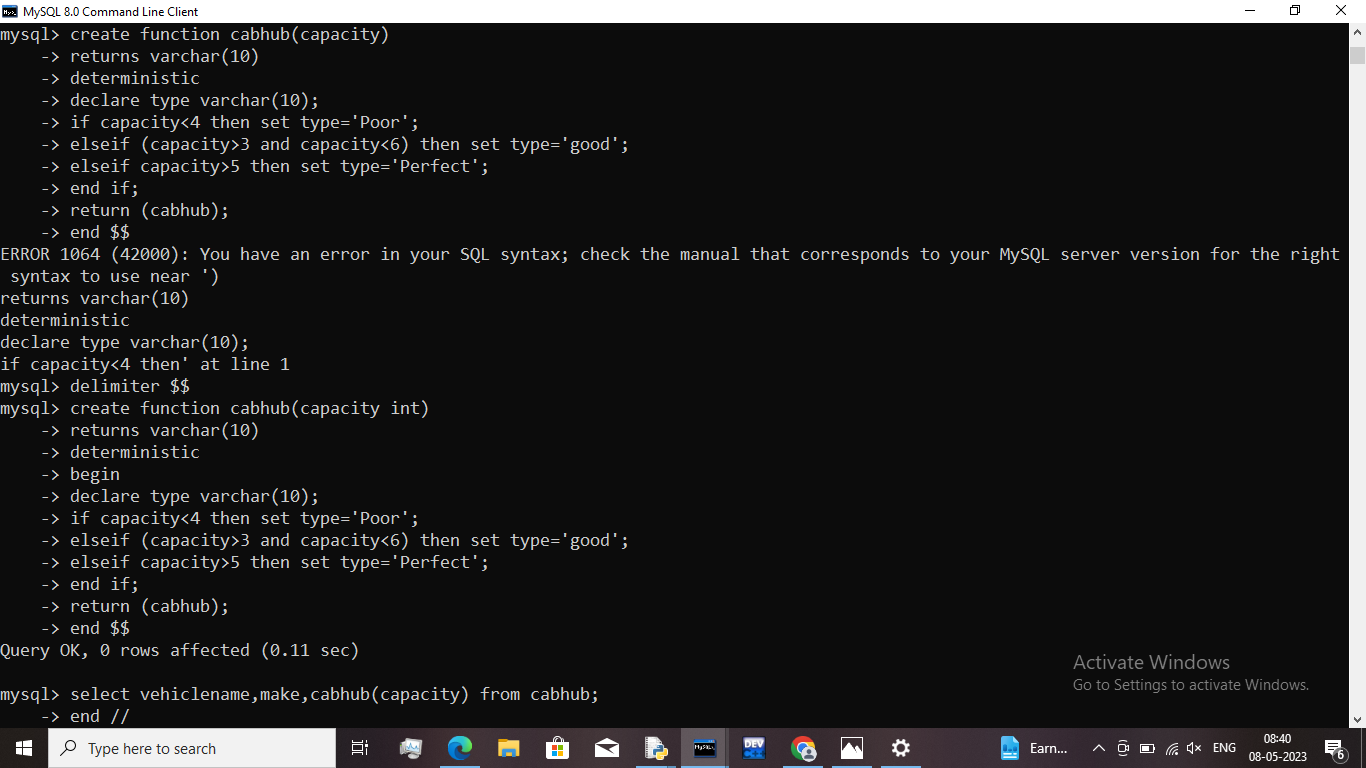 MySQL 8.0 Command Line Client
mysql> create function cabhub(capacity)
    -> returns varchar(10)
    -> deterministic
    -> declare type varchar(10);
    -> if capacity<4 then set type='Poor';
    -> elseif (capacity>3 and capacity<6) then set type='good';
    -> elseif capacity>5 then set type='Perfect';
    -> end if;
    -> return (cabhub);
    -> end $$
ERROR 1064 (42000): You have an error in your SQL syntax; check the manual that corresponds to your MySQL server version for the right
 syntax to use near ')
returns varchar(10)
deterministic
declare type varchar(10);
if capacity<4 then' at line 1
mysql> delimiter $$
mysql> create function cabhub(capacity int)
    -> returns varchar(10)
    -> deterministic
    -> begin
    -> declare type varchar(10);
    -> if capacity<4 then set type='Poor';
    -> elseif (capacity>3 and capacity<6) then set type='good';
    -> elseif capacity>5 then set type='Perfect';
    -> end if;
    -> return (cabhub);
    -> end $$
Query OK, 0 rows affected (0.11 sec)
mysql> select vehiclename,make,cabhub(capacity) from cabhub;
    -> end //
Activate Windows
Go to Settings to activate Windows.
Type here to search
DEV
Earn...
ENG
08:40
08-05-2023
6